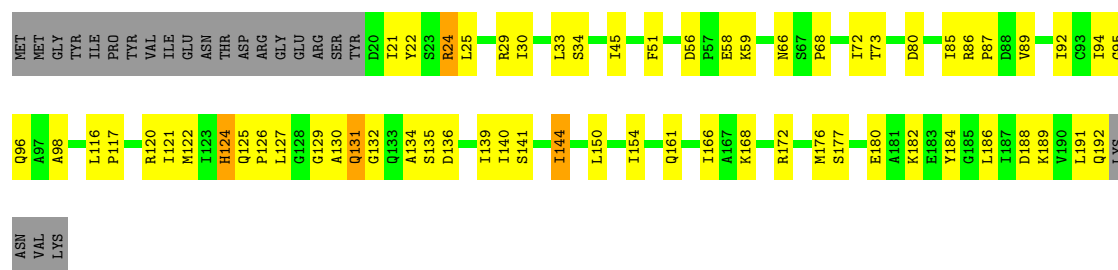 MET MET GLY TYR ILE PRO TYR VAL ILE GLU ASN THR ASP ARG GLY GLU ARG SER TYR D20 I21 Y22 S23 R24 L25 R29 I30 L33 S34 I45 F51 D56 P57 E58 K59 N66 S67 P68 I72 T73 D80 I85 R86 P87 D88 V89 I92 C93 I94 G95
Q96 A97 A98 L116 P117 R120 I121 M122 I123 H124 Q125 P126 L127 G128 G129 A130 Q131 G132 Q133 A134 S135 D136 I139 I140 S141 I144 L150 I154 Q161 I166 A167 K168 R172 M176 S177 E180 A181 K182 E183 Y184 G185 L186 I187 D188 K189 V190 L191 Q192 LYS
ASN VAL LYS